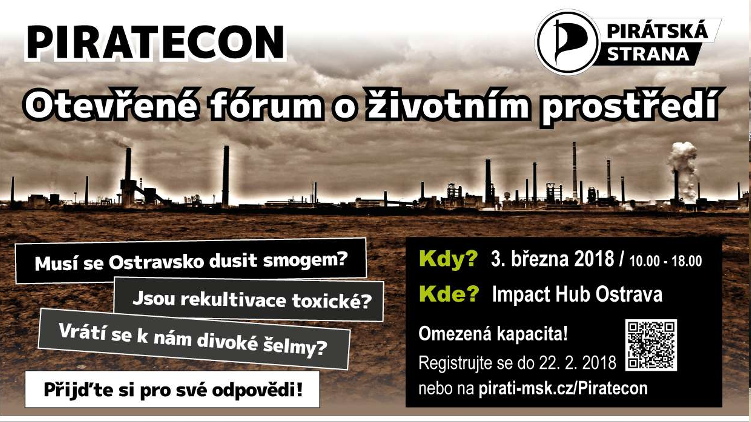 PIRATECON
PIRÁTSKÁ
STRANA
Otevřené fórum o životním prostředí
Musí se Ostravsko dusit smogem?
Jsou rekultivace toxické?
Vrátí se k nám divoké šelmy?
Přijďte si pro své odpovědi!
Kdy? 3. března 2018 / 10.00 - 18.00
Kde? Impact Hub Ostrava
Omezená kapacita!
Registrujte se do 22. 2. 2018
nebo na pirati-msk.cz/Piratecon